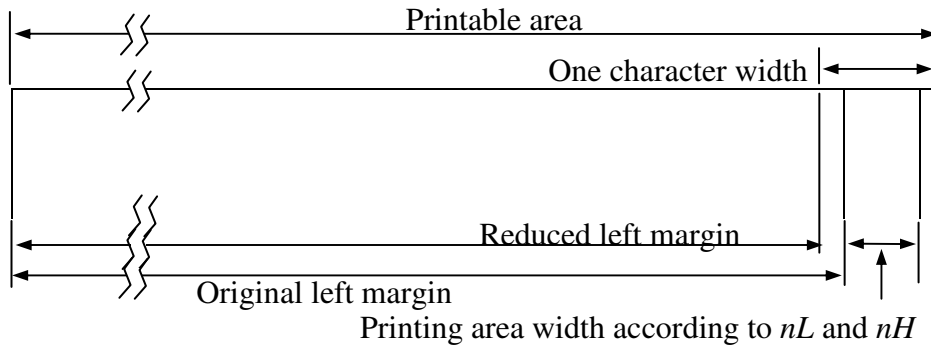 Printable area
One character width
Reduced left margin
Original left margin
Printing area width according to nL and nH